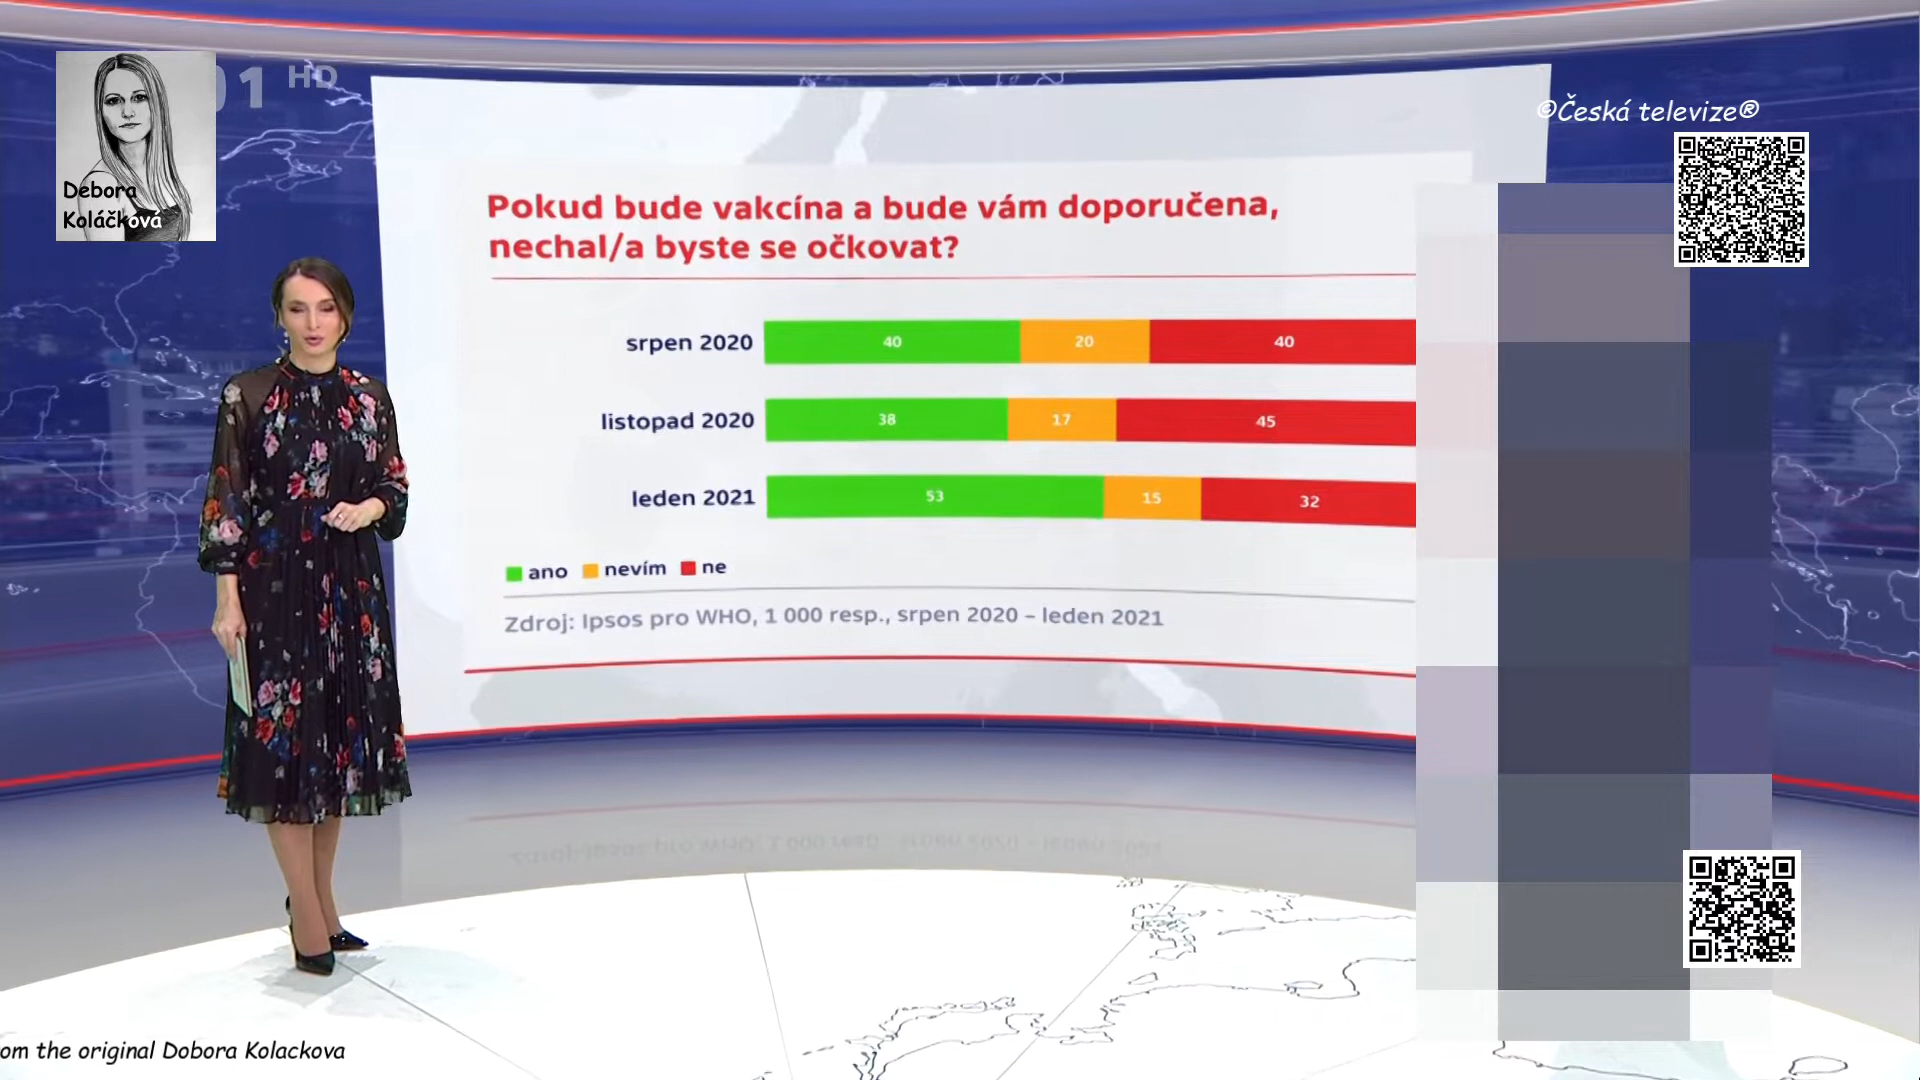 1 HD
Debora
Koláčková
©Česká televize®
Pokud bude vakcína a bude vám doporučena,
nechal/a byste se očkovat?
srpen 2020 40 20 40
listopad 2020 38 17 45
leden 2021 53 15 32
ano nevím ne
Zdroj: Ipsos pro WHO, 1 000 resp., srpen 2020 – leden 2021
om the original Dobora Kolackova